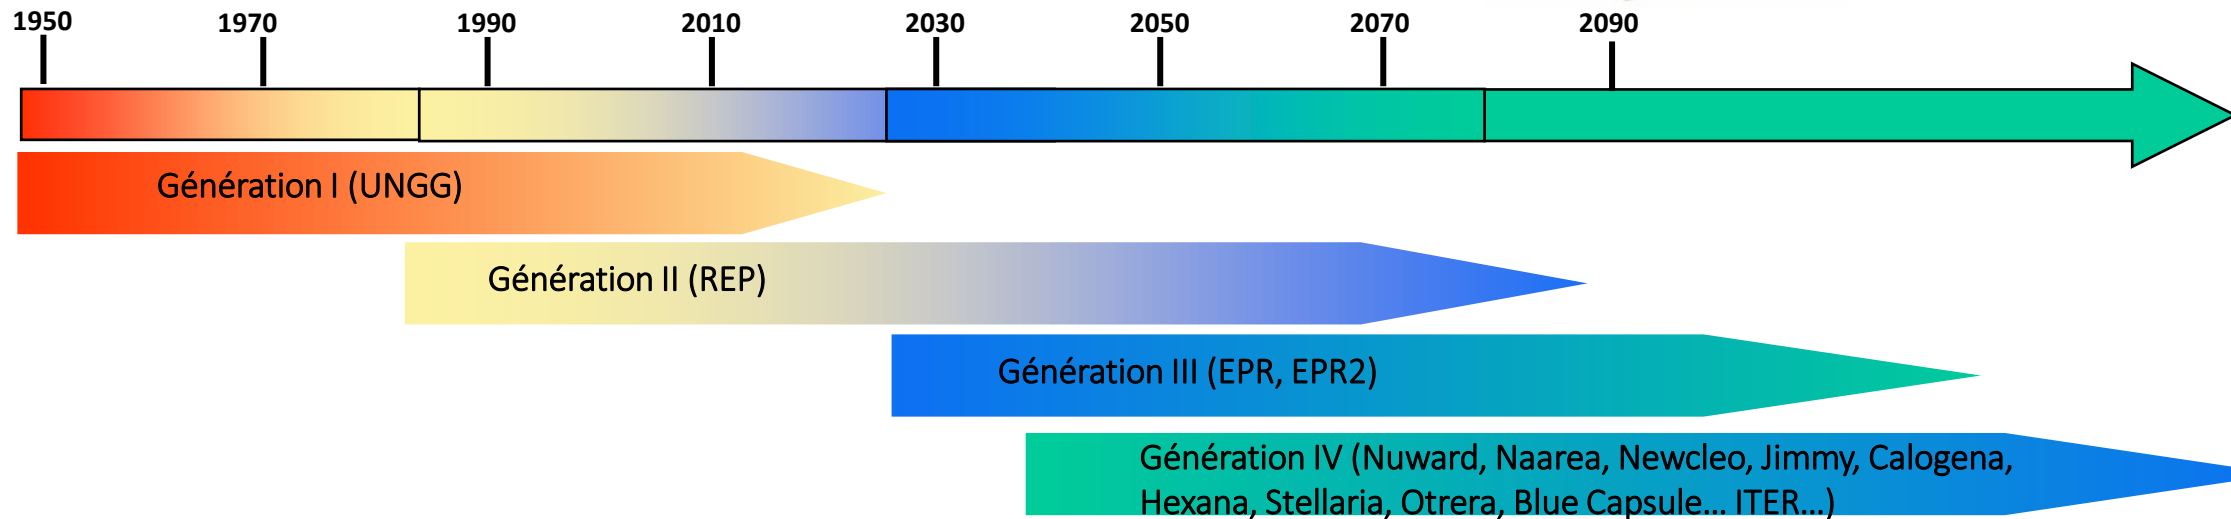 1950 1970 1990 2010 2030 2050 2070 2090
Génération I (UNGG)
Génération II (REP)
Génération III (EPR, EPR2)
Génération IV (Nuward, Naarea, Newcleo, Jimmy, Calogena,
Hexana, Stellaria, Otrera, Blue Capsule... ITER...)